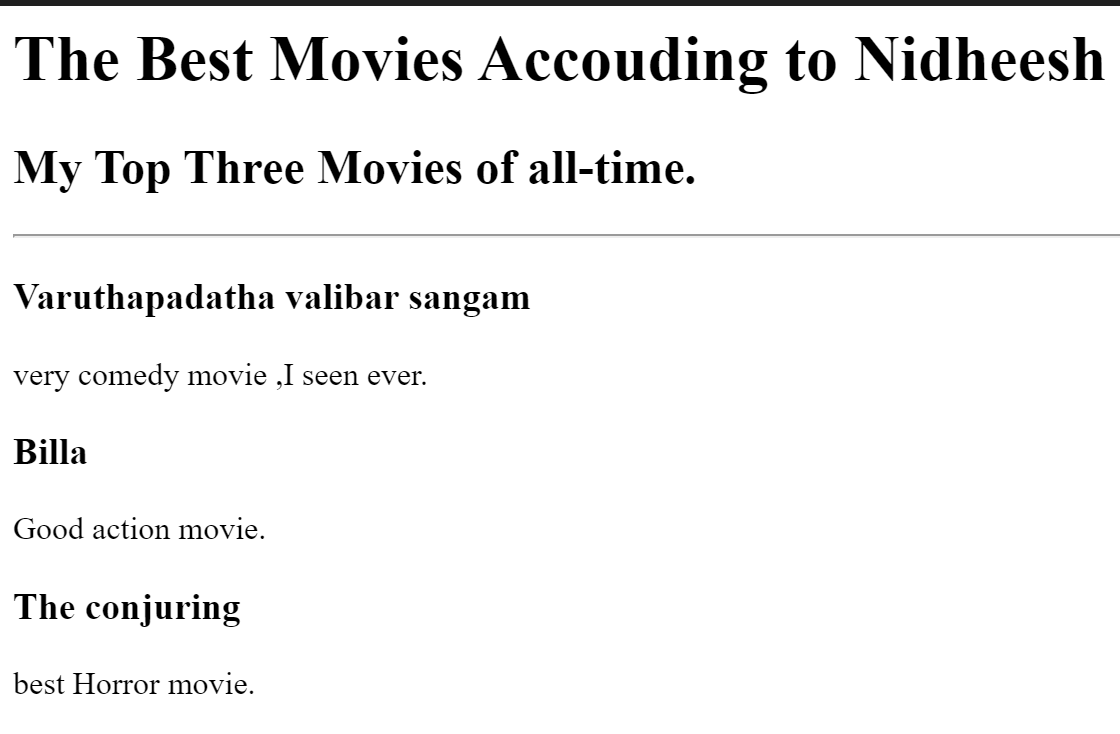 The Best Movies Accouding to Nidheesh
My Top Three Movies of all-time.
Varuthapadatha valibar sangam
very comedy movie ,I seen ever.
Billa
Good action movie.
The conjuring
best Horror movie.